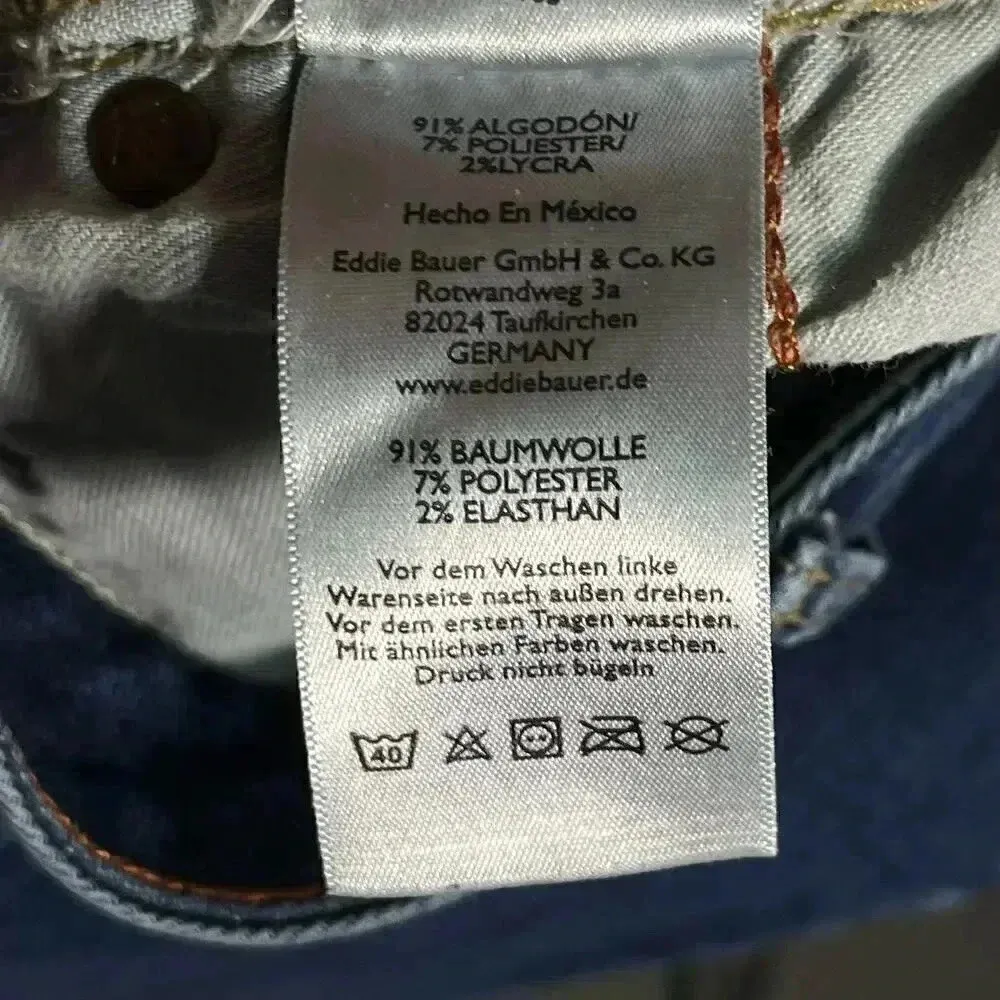 91% ALGODÓN/
7% POLIESTER/
2%LYCRA
Hecho En México
Eddie Bauer GmbH & Co. KG
Rotwandweg 3a
82024 Taufkirchen
GERMANY
www.eddiebauer.de
91% BAUMWOLLE
7% POLYESTER
2% ELASTHAN
Vor dem Waschen linke
Warenseite nach außen drehen.
Vor dem ersten Tragen waschen.
Mit ähnlichen Farben waschen.
Druck nicht bügeln
40